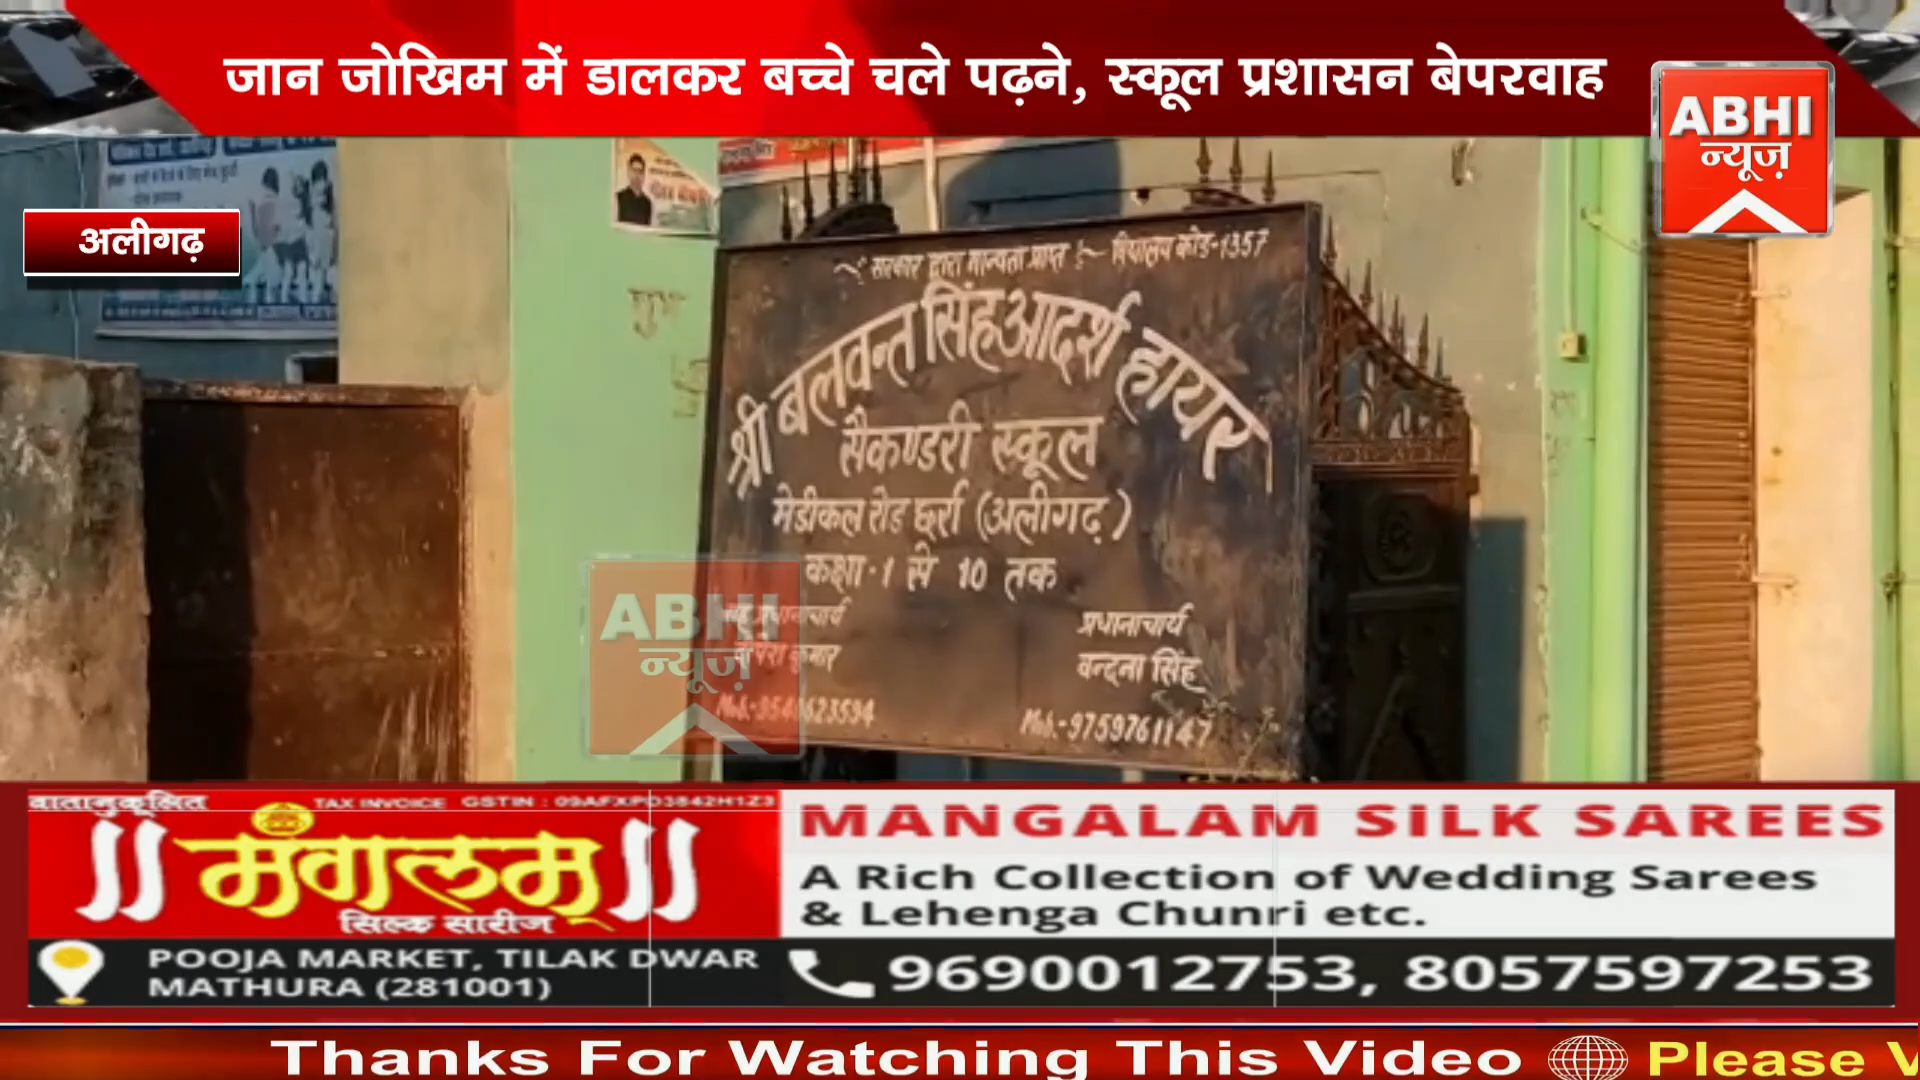 जान जोखिम में डालकर बच्चे चले पढ़ने, स्कूल प्रशासन बेपरवाह
ABHI
न्यूज़
अलीगढ़
सरकार द्वारा मान्यता प्राप्त
विद्यालय कोड-1357
श्री बलवन्त सिंह आदर्श हायर
सैकण्डरी स्कूल
मेडीकल रोड छर्रा (अलीगढ़)
कक्षा-1 से 10 तक
प्रधानाचार्य
कुमार
प्रधानाचार्य
वन्दना सिंह
Mob.-9759761147
ABHI
न्यूज़
वातानुकूलित
TAX INVOICE GSTIN : 09AFXPD3842H1Z3
|| मंगलम् ||
सिल्क सारीज
MANGALAM SILK SAREES
A Rich Collection of Wedding Sarees
& Lehenga Chunri etc.
POOJA MARKET, TILAK DWAR
MATHURA (281001)
9690012753, 8057597253
Thanks For Watching This Video Please V